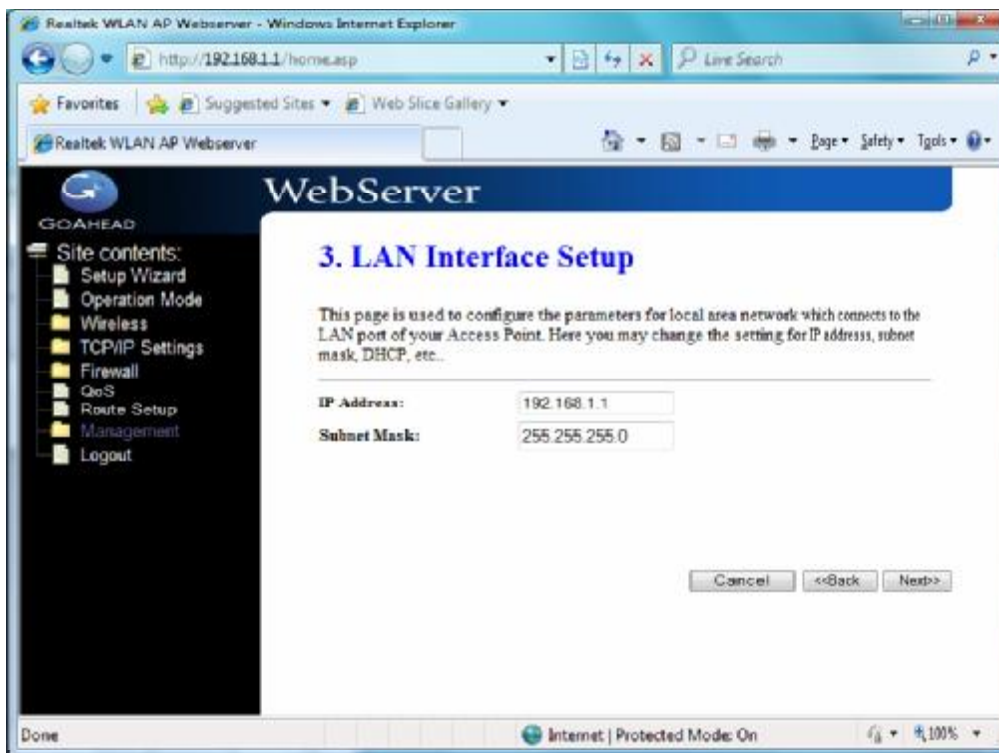 Realtek WLAN AP Webserver - Windows Internet Explorer
http://192.168.1.1/home.asp
Live Search
Favorites
Suggested Sites
Web Slice Gallery
Realtek WLAN AP Webserver
Page
Safety
Tools
WebServer
GOAHEAD
Site contents:
Setup Wizard
Operation Mode
Wireless
TCP/IP Settings
Firewall
QoS
Route Setup
Management
Logout
3. LAN Interface Setup
This page is used to configure the parameters for local area network which connects to the
LAN port of your Access Point. Here you may change the setting for IP addresss, subnet
mask, DHCP, etc..
IP Address: 192.168.1.1
Subnet Mask: 255.255.255.0
Cancel <<Back Next>>
Done
Internet | Protected Mode: On
100%